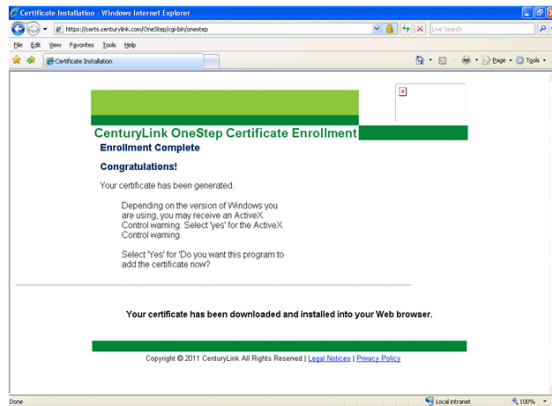 Certificate Installation - Windows Internet Explorer
https://certs.centurylink.com/OneStep/cgi-bin/onestep
Live Search
File Edit View Favorites Tools Help
Certificate Installation
Page Tools
CenturyLink OneStep Certificate Enrollment
Enrollment Complete
Congratulations!
Your certificate has been generated.
Depending on the version of Windows you
are using, you may receive an ActiveX
Control warning. Select 'yes' for the ActiveX
Control warning.
Select 'Yes' for 'Do you want this program to
add the certificate now?
Your certificate has been downloaded and installed into your Web browser.
Copyright © 2011 CenturyLink All Rights Reserved | Legal Notices | Privacy Policy
Done
Local intranet
100%